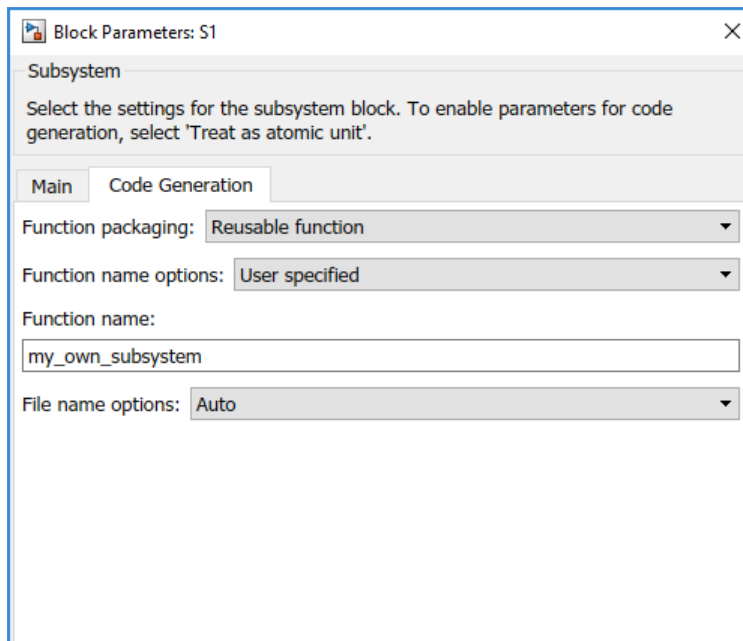 Block Parameters: S1
Subsystem
Select the settings for the subsystem block. To enable parameters for code
generation, select 'Treat as atomic unit'.
Main Code Generation
Function packaging: Reusable function
Function name options: User specified
Function name:
my_own_subsystem
File name options: Auto